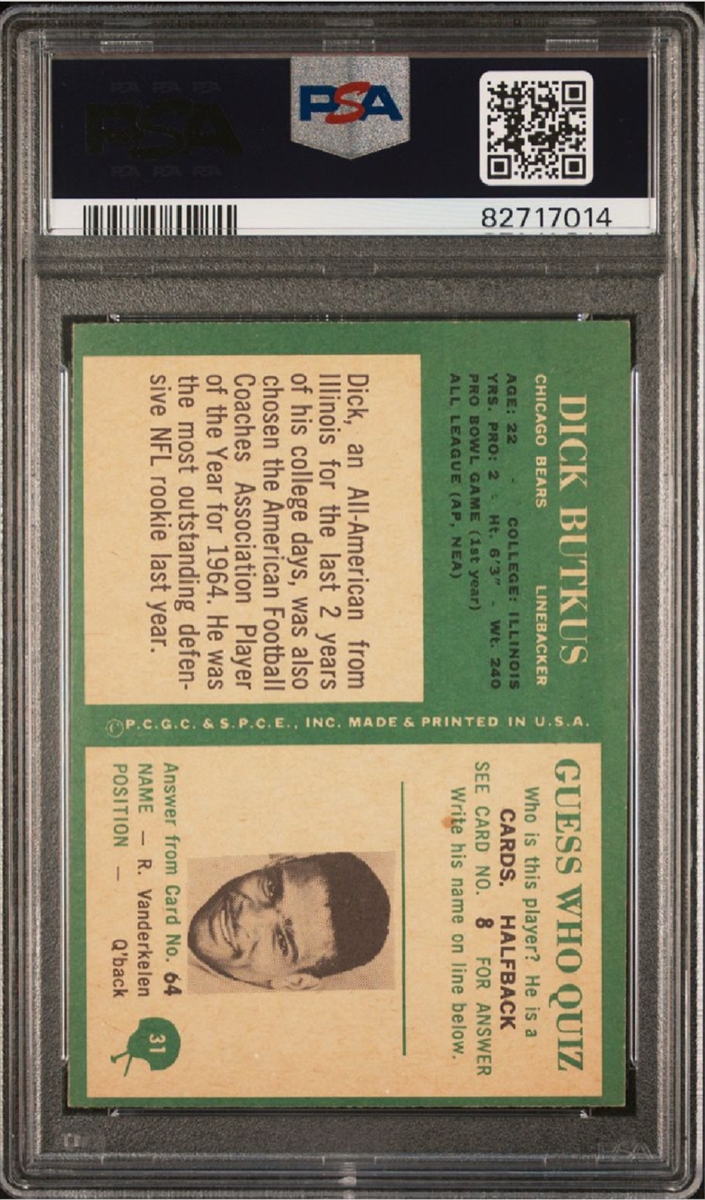 PSA
PSA
82717014
DICK BUTKUS
CHICAGO BEARS LINEBACKER
AGE: 22 - COLLEGE: ILLINOIS
YRS. PRO: 2 - Ht. 6'3" - Wt. 240
PRO BOWL GAME (1st year)
ALL LEAGUE (AP, NEA)
Dick, an All-American from
Illinois for the last 2 years
of his college days, was also
chosen the American Football
Coaches Association Player
of the Year for 1964. He was
the most outstanding defen-
sive NFL rookie last year.
©P.C.G.C. & S.P.C.E., INC. MADE & PRINTED IN U.S.A.
GUESS WHO QUIZ
Who is this player? He is a
CARDS. HALFBACK
SEE CARD NO. 8 FOR ANSWER
Write his name on line below.
Answer from Card No. 64
NAME — R. Vanderkelen
POSITION — Q'back
31
PSA